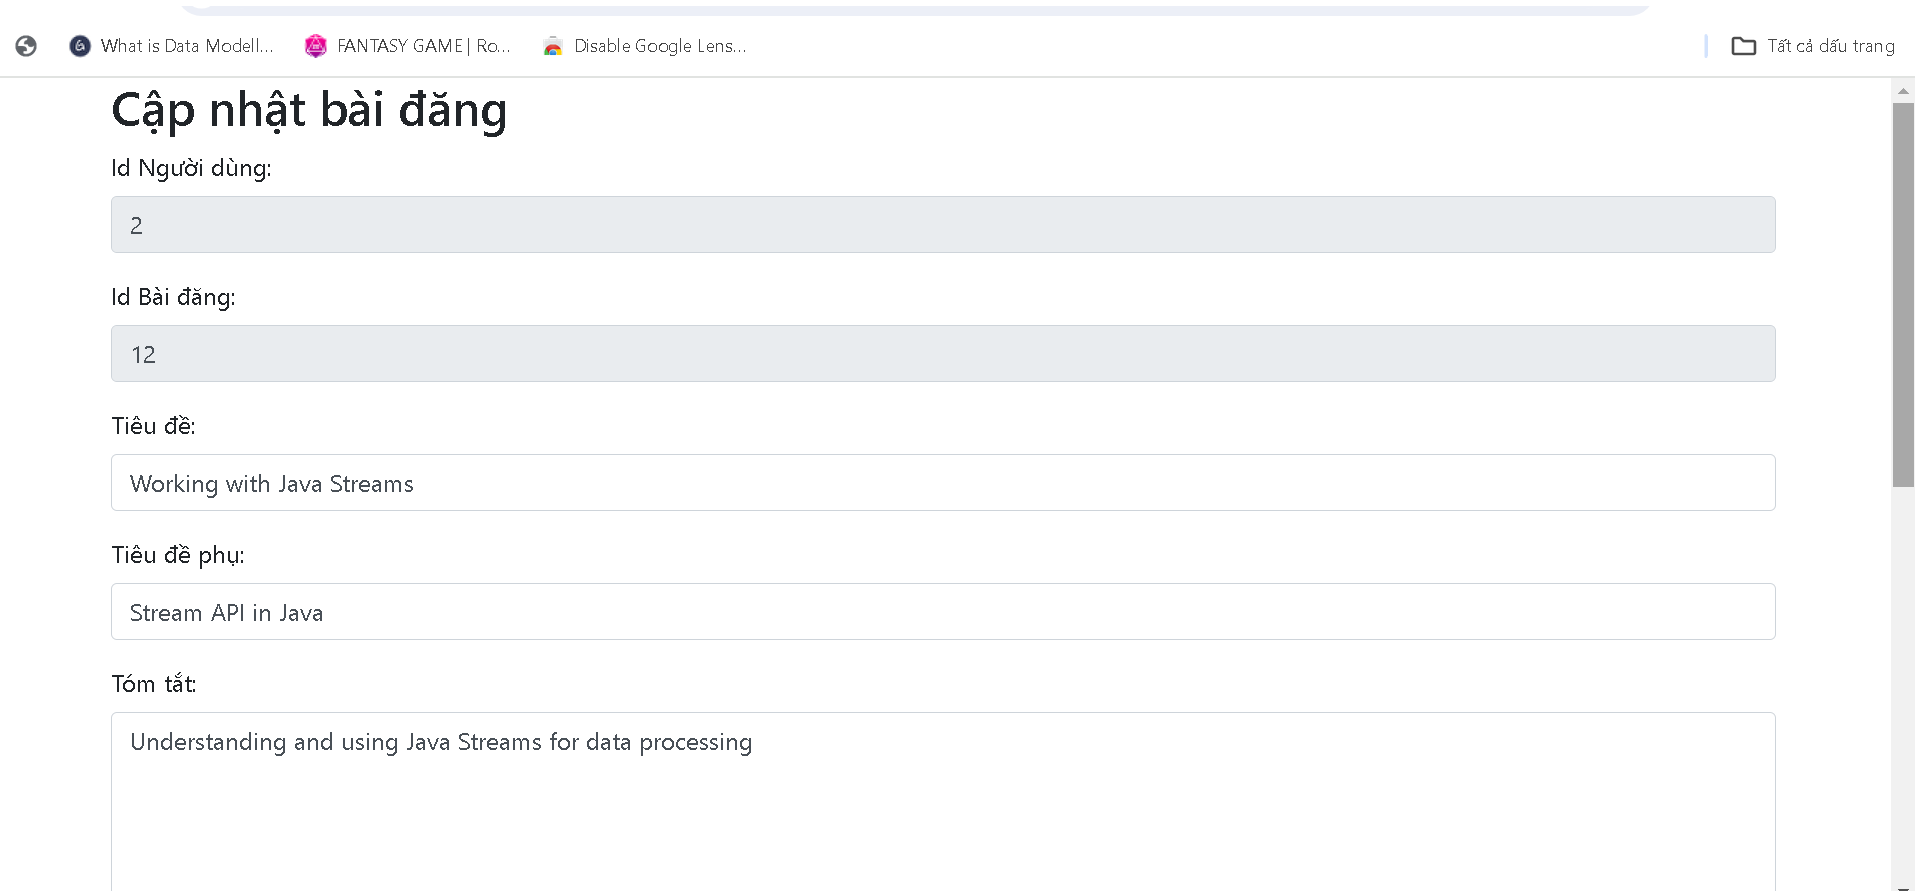 What is Data Modell... FANTASY GAME | Ro... Disable Google Lens... Tất cả dấu trang
Cập nhật bài đăng
Id Người dùng:
2
Id Bài đăng:
12
Tiêu đề:
Working with Java Streams
Tiêu đề phụ:
Stream API in Java
Tóm tắt:
Understanding and using Java Streams for data processing